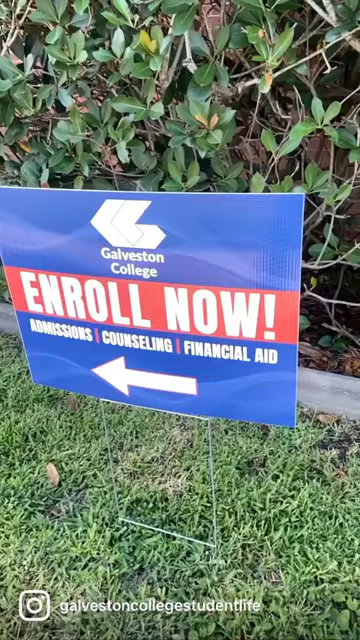 Galveston
College
ENROLL NOW!
ADMISSIONS | COUNSELING | FINANCIAL AID
galvestoncollegestudentlife